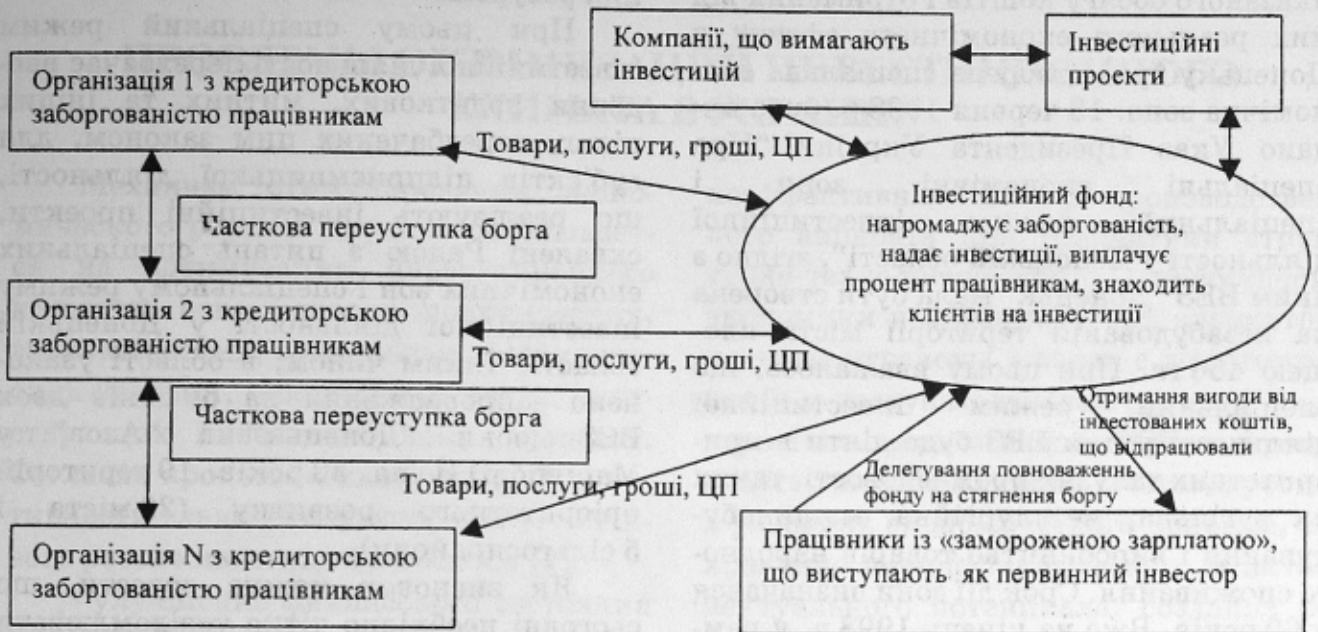 Компанії, що вимагають
інвестицій
Інвестиційні
проекти
Організація 1 з кредиторською
заборгованістю працівникам
Товари, послуги, гроші, ЦП
Часткова переуступка борга
Інвестиційний фонд:
нагромаджує заборгованість,
надає інвестиції, виплачує
процент працівникам, знаходить
клієнтів на інвестиції
Організація 2 з кредиторською
заборгованістю працівникам
Товари, послуги, гроші, ЦП
Часткова переуступка борга
Отримання вигоди від
інвестованих коштів,
що відпрацювали
Товари, послуги, гроші, ЦП
Делегування повноваженнь
фонду на стягнення боргу
Організація N з кредиторською
заборгованістю працівникам
Працівники із «замороженою зарплатою»,
що виступають як первинний інвестор